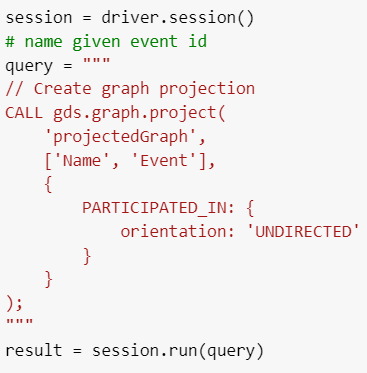 session = driver.session()
# name given event id
query = """
// Create graph projection
CALL gds.graph.project(
    'projectedGraph',
    ['Name', 'Event'],
    {
        PARTICIPATED_IN: {
            orientation: 'UNDIRECTED'
        }
    }
);
"""
result = session.run(query)